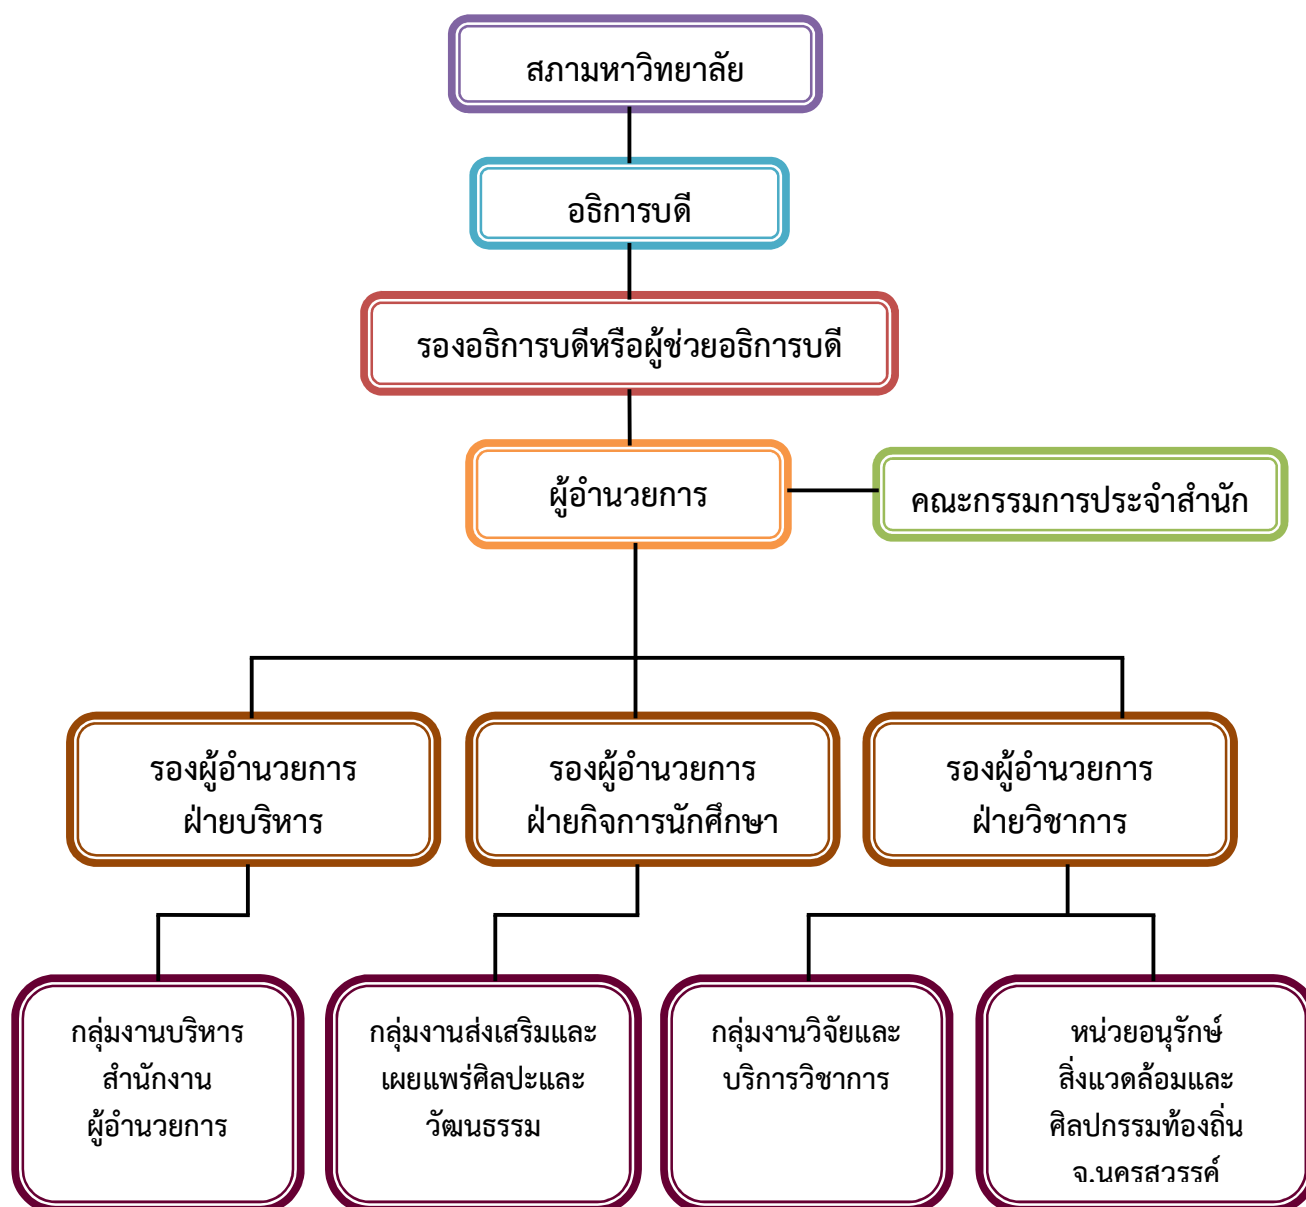 สภามหาวิทยาลัย
อธิการบดี
รองอธิการบดีหรือผู้ช่วยอธิการบดี
ผู้อำนวยการ
คณะกรรมการประจำสำนัก
รองผู้อำนวยการ
ฝ่ายบริหาร
รองผู้อำนวยการ
ฝ่ายกิจการนักศึกษา
รองผู้อำนวยการ
ฝ่ายวิชาการ
กลุ่มงานบริหาร
สำนักงาน
ผู้อำนวยการ
กลุ่มงานส่งเสริมและ
เผยแพร่ศิลปะและ
วัฒนธรรม
กลุ่มงานวิจัยและ
บริการวิชาการ
หน่วยอนุรักษ์
สิ่งแวดล้อมและ
ศิลปกรรมท้องถิ่น
จ.นครสวรรค์